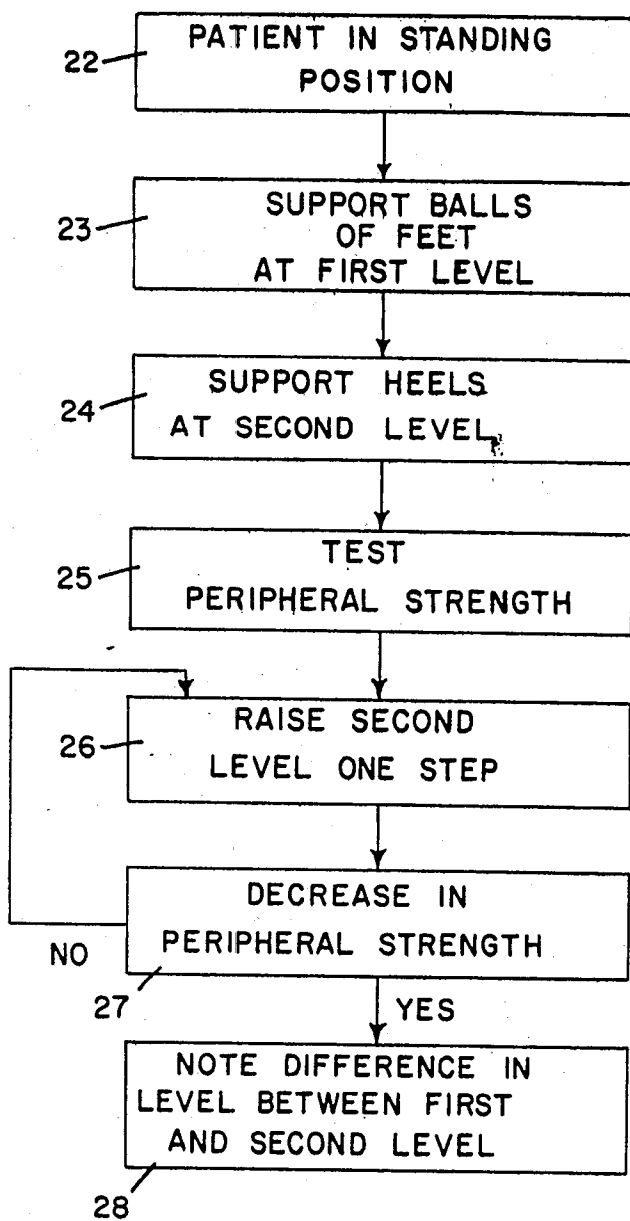 22
PATIENT IN STANDING
POSITION
23
SUPPORT BALLS
OF FEET
AT FIRST LEVEL
24
SUPPORT HEELS
AT SECOND LEVEL
25
TEST
PERIPHERAL STRENGTH
26
RAISE SECOND
LEVEL ONE STEP
DECREASE IN
PERIPHERAL STRENGTH
NO
27
YES
NOTE DIFFERENCE IN
LEVEL BETWEEN FIRST
AND SECOND LEVEL
28